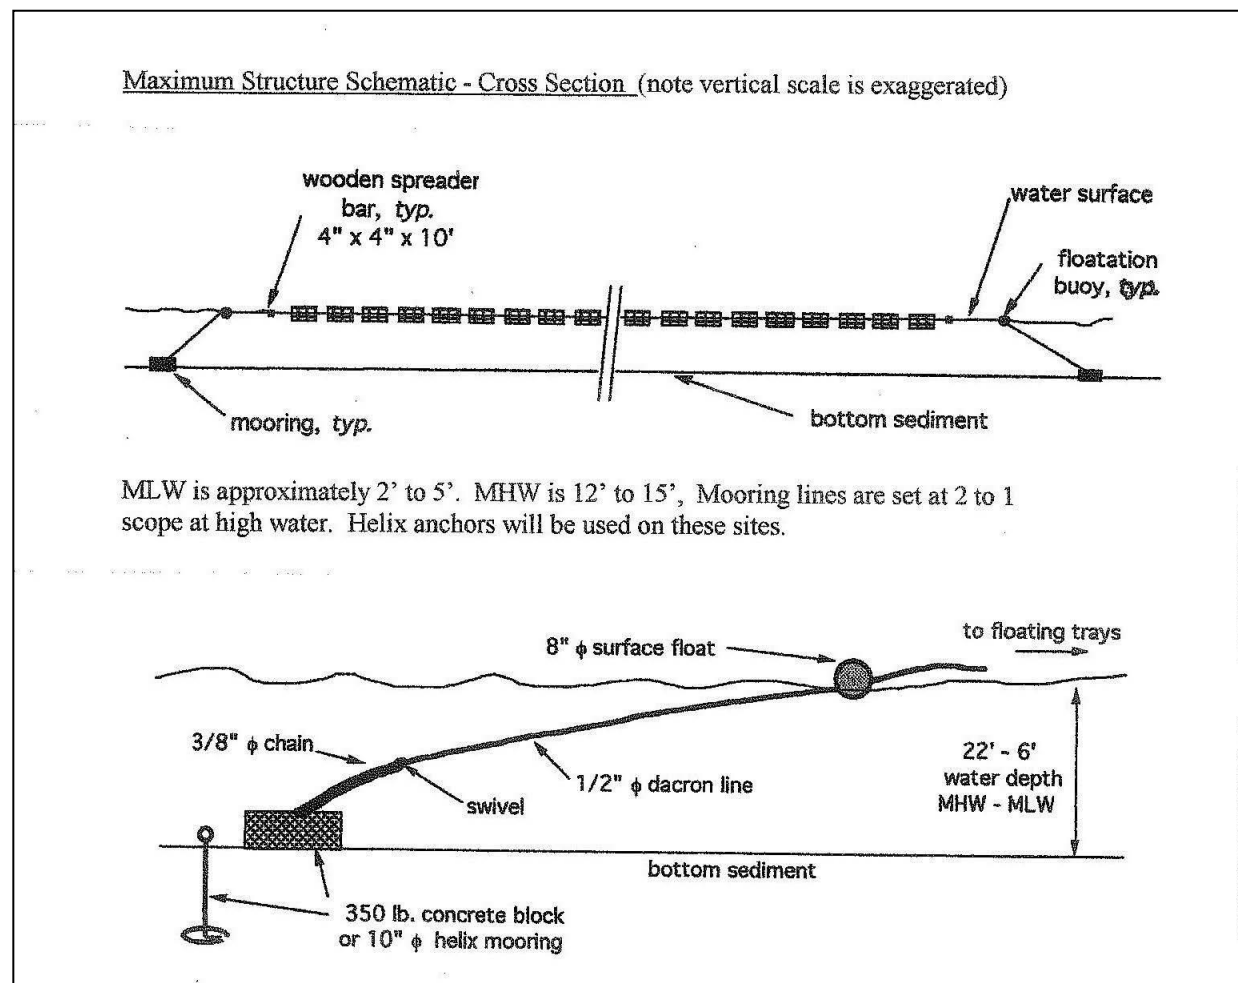 Maximum Structure Schematic - Cross Section (note vertical scale is exaggerated)
wooden spreader
bar, typ.
4" x 4" x 10'
water surface
floatation
buoy, typ.
mooring, typ.
bottom sediment
MLW is approximately 2' to 5'. MHW is 12' to 15', Mooring lines are set at 2 to 1
scope at high water. Helix anchors will be used on these sites.
to floating trays
8" ϕ surface float
3/8" ϕ chain
swivel
1/2" ϕ dacron line
22' - 6'
water depth
MHW - MLW
bottom sediment
350 lb. concrete block
or 10" ϕ helix mooring